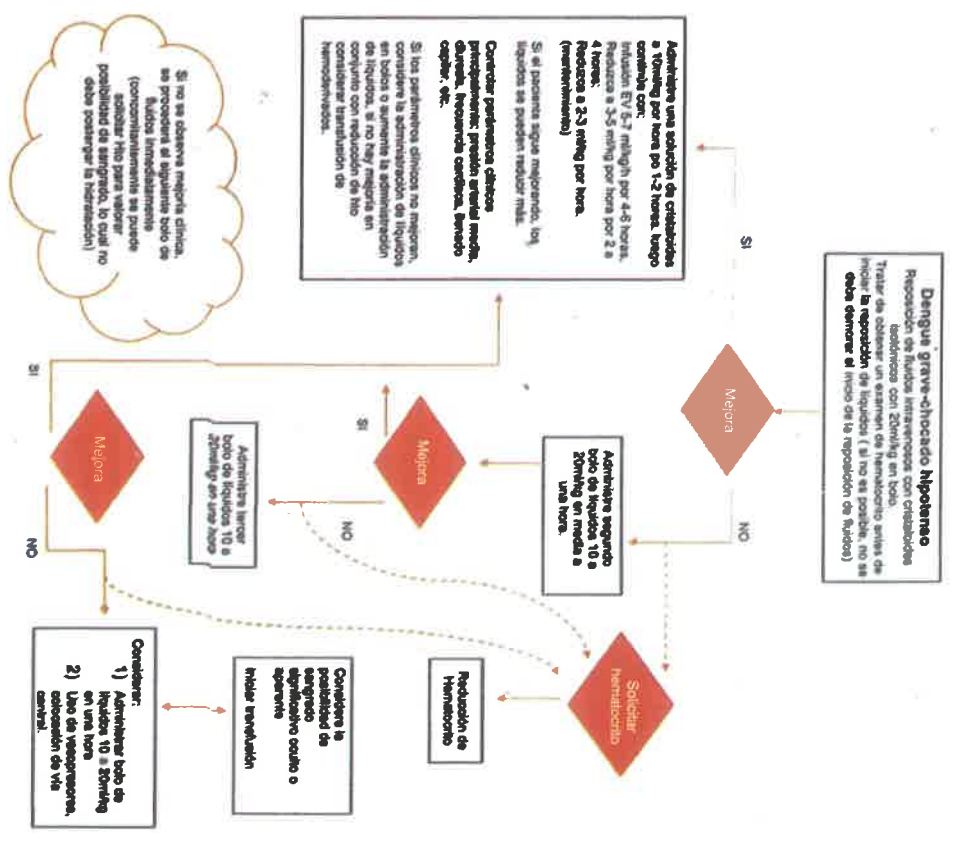 Dengue grave-chocado hipotenso
Reposición de fluidos intravenosos con cristaloides
isotónicos con 20ml/kg en bolo.
Tratar de obtener un examen de hematocrito antes de
iniciar la reposición de líquidos ( si no es posible, no se
debe demorar el inicio de la reposición de fluidos)
Mejora
SI
NO
Administre una solución de cristaloides
a 10ml/kg por hora po 1-2 horas, luego
continúe con:
Infusión EV 5-7 ml/kg/h por 4-6 horas.
Reduzca a 3-5 ml/kg por hora por 2 a
4 horas:
Reduzca a 2-3 ml/kg por hora.
(mantenimiento)
Si el paciente sigue mejorando, los
líquidos se pueden reducir más.
Controlar parámetros clínicos
principalmente: presión arterial media,
diuresis, frecuencia cardíaca, llenado
capilar, etc.
Si los parámetros clínicos no mejoran,
considere la administración de líquidos
en bolos o aumente la administración
de líquidos, si no hay mejoría en
conjunto con reducción de hto
considerar transfusión de
hemoderivados.
Administre segundo
bolo de líquidos 10 a
20ml/kg en media a
una hora.
Solicitar
hematocrito
Mejora
SI
NO
Reducción de
Hematocrito
Administre tercer
bolo de líquidos 10 a
20ml/kg en una hora
Considere la
posibilidad de
sangrado
significativo oculto o
aparente
Iniciar transfusión
Si no se observa mejoría clínica,
se procederá al siguiente bolo de
fluidos inmediatamente
(concomitantemente se puede
solicitar Hto para valorar
posibilidad de sangrado, lo cual no
debe postergar la hidratación)
Mejora
SI
NO
Considerar:
1) Administrar bolo de
líquidos 10 a 20ml/kg
en una hora
2) Uso de vasopresores,
colocación de vía
central.